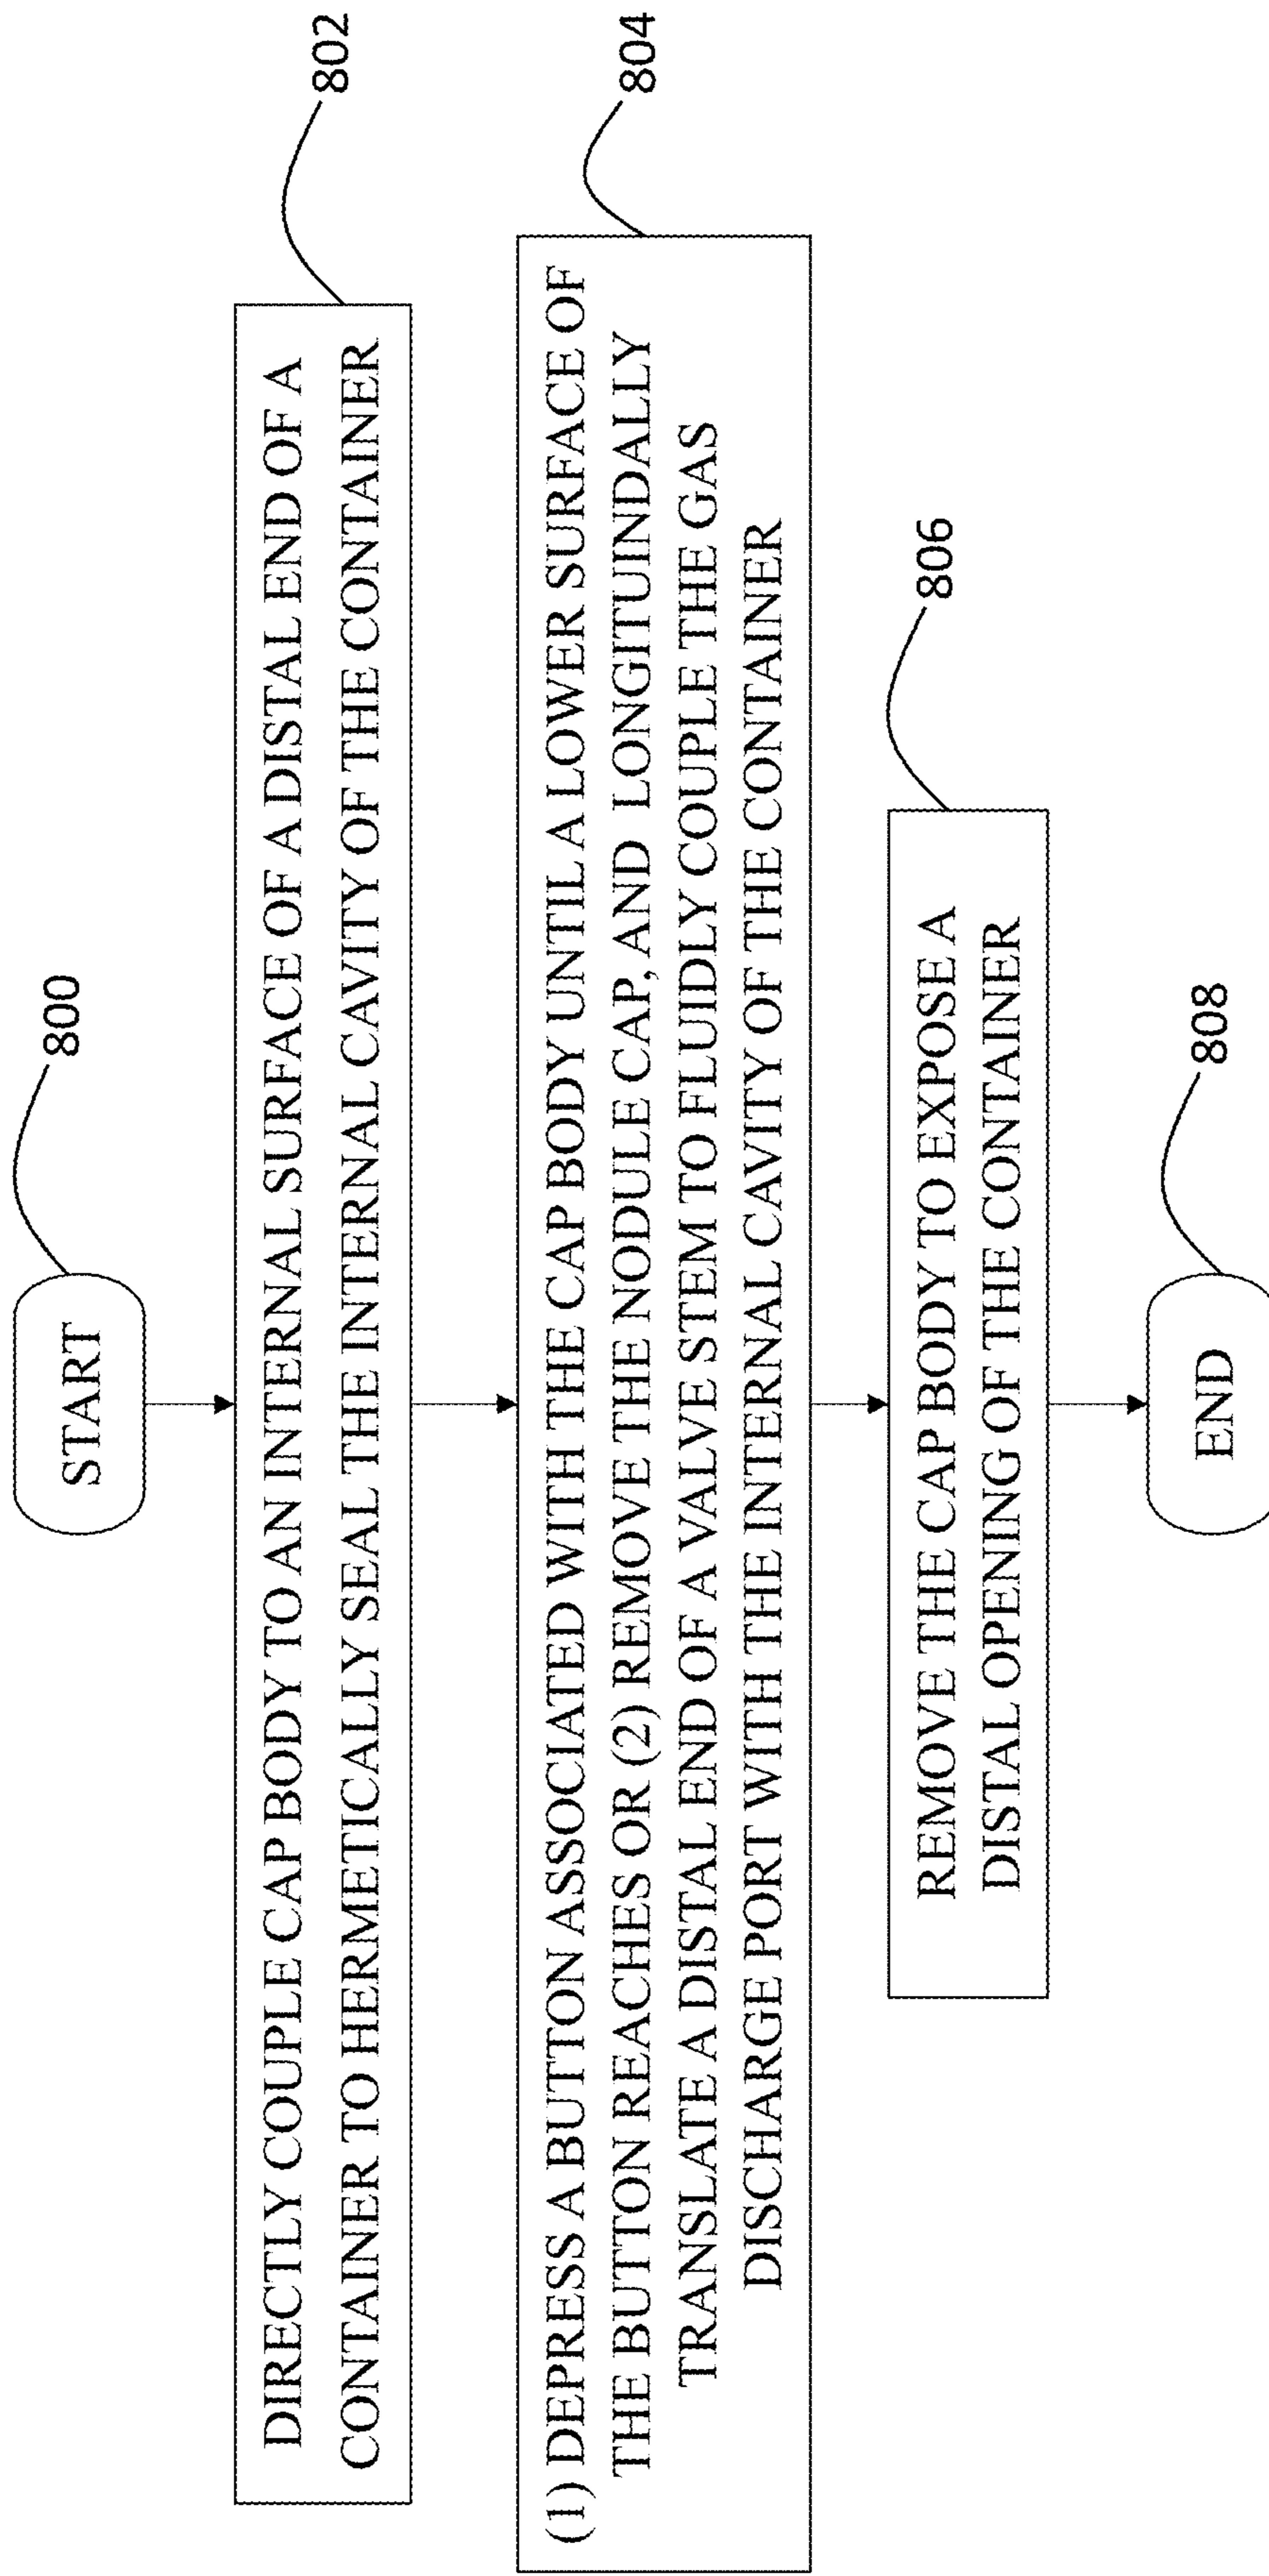 800
START
802
DIRECTLY COUPLE CAP BODY TO AN INTERNAL SURFACE OF A DISTAL END OF A
CONTAINER TO HERMETICALLY SEAL THE INTERNAL CAVITY OF THE CONTAINER
804
(1) DEPRESS A BUTTON ASSOCIATED WITH THE CAP BODY UNTIL A LOWER SURFACE OF
THE BUTTON REACHES OR (2) REMOVE THE NODULE CAP, AND LONGITUINDALLY
TRANSLATE A DISTAL END OF A VALVE STEM TO FLUIDLY COUPLE THE GAS
DISCHARGE PORT WITH THE INTERNAL CAVITY OF THE CONTAINER
806
REMOVE THE CAP BODY TO EXPOSE A
DISTAL OPENING OF THE CONTAINER
808
END